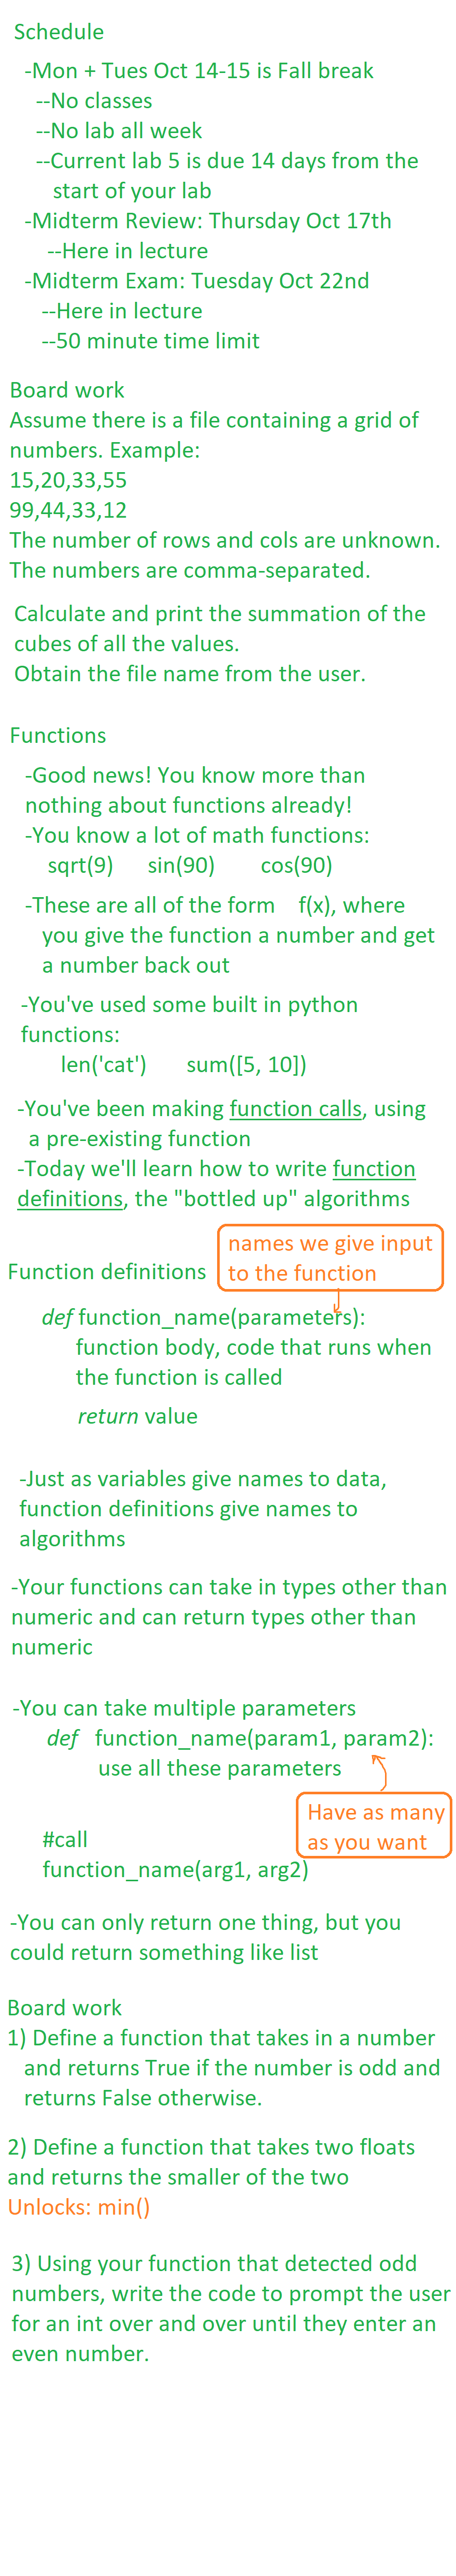 Schedule
-Mon + Tues Oct 14-15 is Fall break
--No classes
--No lab all week
--Current lab 5 is due 14 days from the
start of your lab
-Midterm Review: Thursday Oct 17th
--Here in lecture
-Midterm Exam: Tuesday Oct 22nd
--Here in lecture
--50 minute time limit
Board work
Assume there is a file containing a grid of
numbers. Example:
15,20,33,55
99,44,33,12
The number of rows and cols are unknown.
The numbers are comma-separated.
Calculate and print the summation of the
cubes of all the values.
Obtain the file name from the user.
Functions
-Good news! You know more than
nothing about functions already!
-You know a lot of math functions:
sqrt(9) sin(90) cos(90)
-These are all of the form f(x), where
you give the function a number and get
a number back out
-You've used some built in python
functions:
len('cat') sum([5, 10])
-You've been making function calls, using
a pre-existing function
-Today we'll learn how to write function
definitions, the "bottled up" algorithms
names we give input
to the function
Function definitions
def function_name(parameters):
function body, code that runs when
the function is called
return value
-Just as variables give names to data,
function definitions give names to
algorithms
-Your functions can take in types other than
numeric and can return types other than
numeric
-You can take multiple parameters
def function_name(param1, param2):
use all these parameters
Have as many
as you want
#call
function_name(arg1, arg2)
-You can only return one thing, but you
could return something like list
Board work
1) Define a function that takes in a number
and returns True if the number is odd and
returns False otherwise.
2) Define a function that takes two floats
and returns the smaller of the two
Unlocks: min()
3) Using your function that detected odd
numbers, write the code to prompt the user
for an int over and over until they enter an
even number.